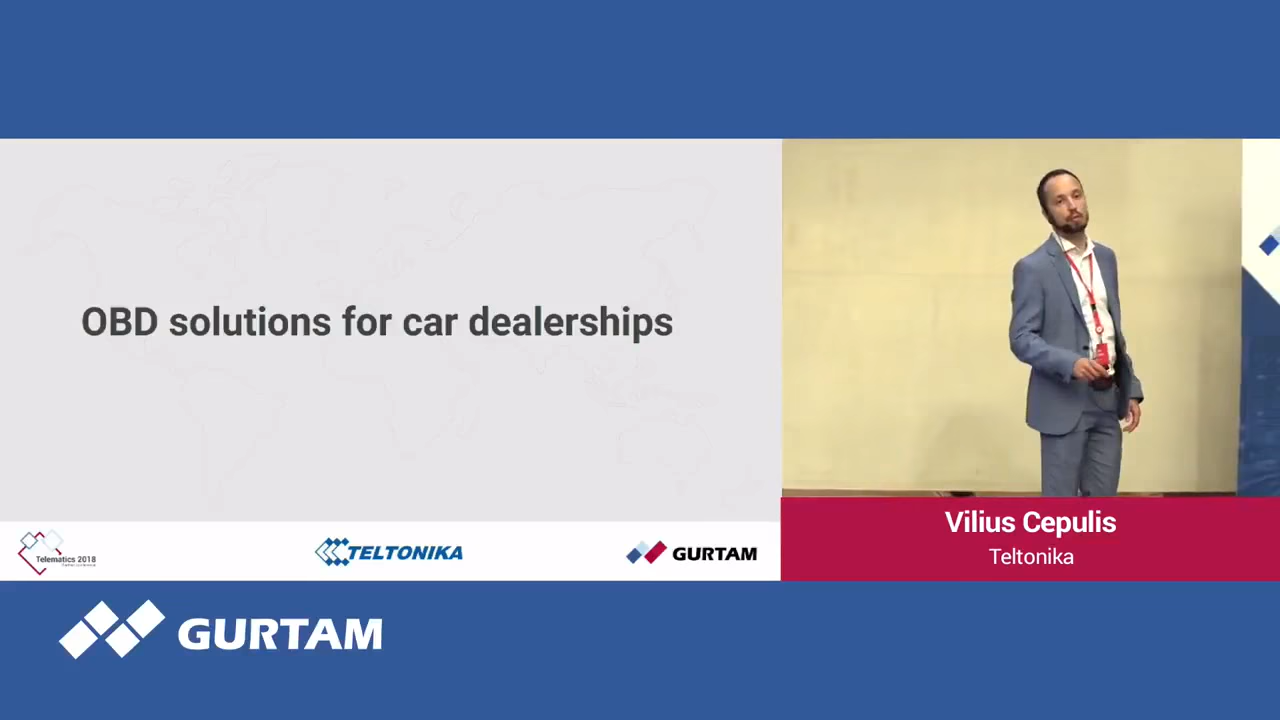 OBD solutions for car dealerships
Telematics 2018
TELTONIKA
GURTAM
Vilius Cepulis
Teltonika
GURTAM